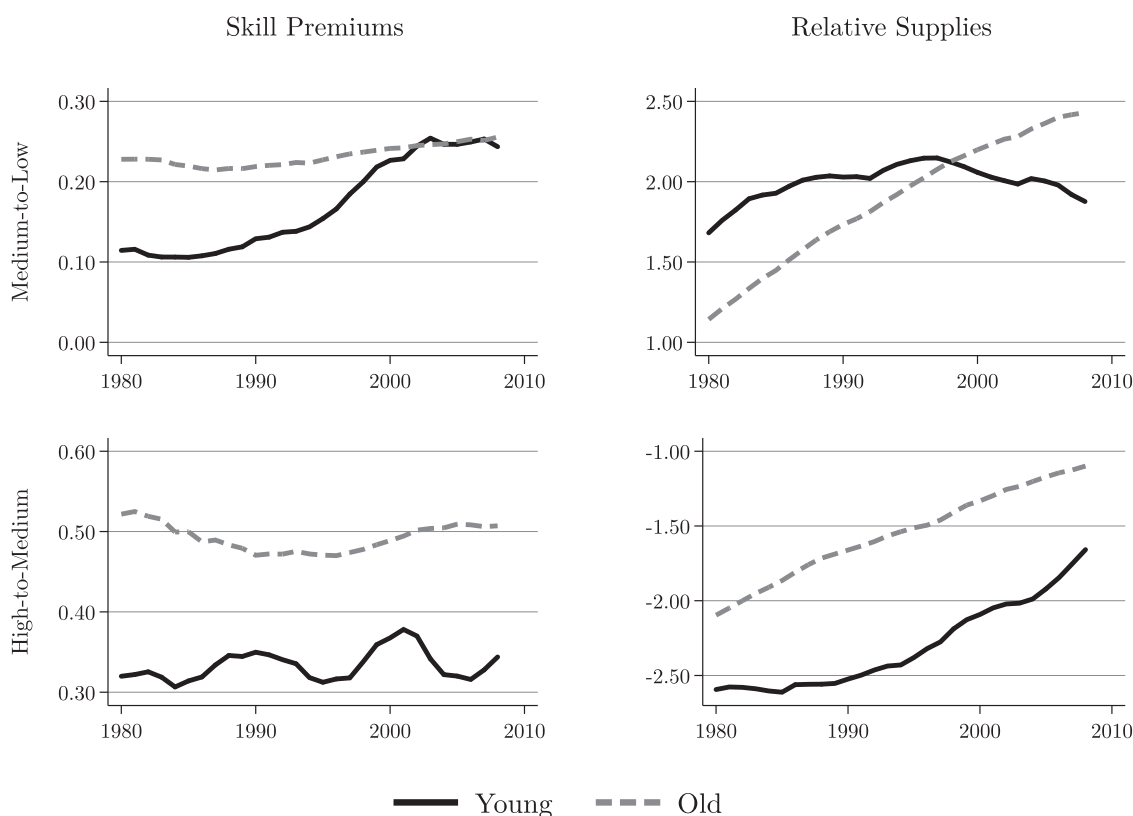 Skill Premiums
Relative Supplies
Medium-to-Low
0.30
0.20
0.10
0.00
1980 1990 2000 2010
2.50
2.00
1.50
1.00
1980 1990 2000 2010
High-to-Medium
0.60
0.50
0.40
0.30
1980 1990 2000 2010
-1.00
-1.50
-2.00
-2.50
1980 1990 2000 2010
Young Old